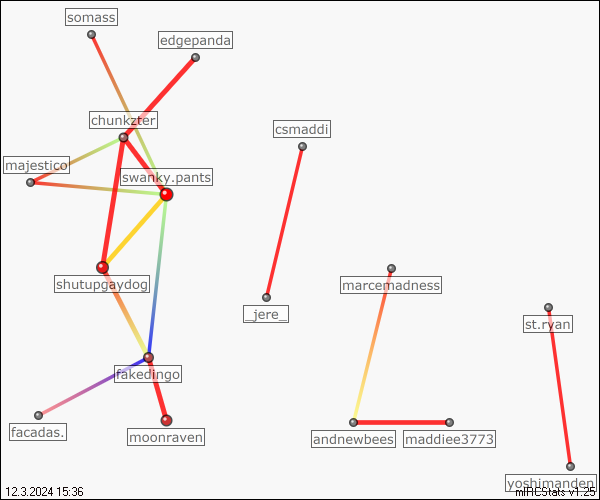 somass
edgepanda
chunkzter
csmaddi
majestico
swanky.pants
shutupgaydog
marcemadness
_jere_
st.ryan
fakedingo
facadas.
moonraven
andnewbees
maddiee3773
yoshimanden
12.3.2024 15:36
mIRCStats v1.25